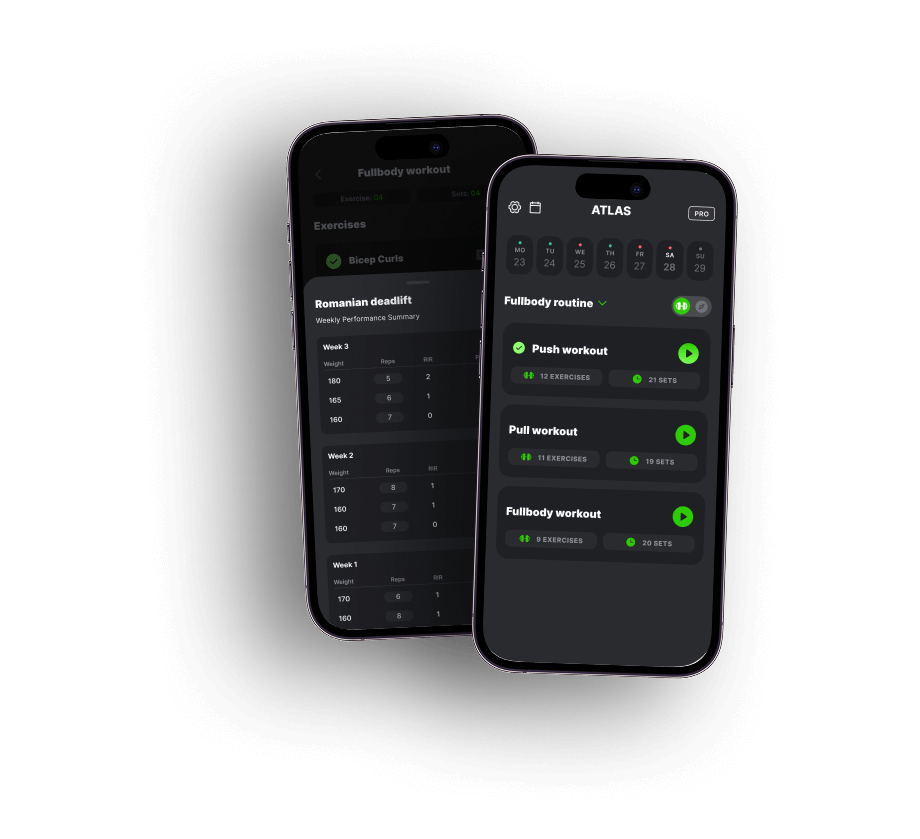 Fullbody workout
Exercise: 04
Sets: 04
Exercises
Bicep Curls
Romanian deadlift
Weekly Performance Summary
Week 3
Weight Reps RIR
180 5 2
165 6 1
160 7 0
Week 2
Weight Reps RIR
170 8 1
160 7 1
160 7 0
Week 1
Weight Reps RIR
170 6 1
160 8 1
ATLAS
PRO
MO TU WE TH FR SA SU
23 24 25 26 27 28 29
Fullbody routine
Push workout
12 EXERCISES 21 SETS
Pull workout
11 EXERCISES 19 SETS
Fullbody workout
9 EXERCISES 20 SETS